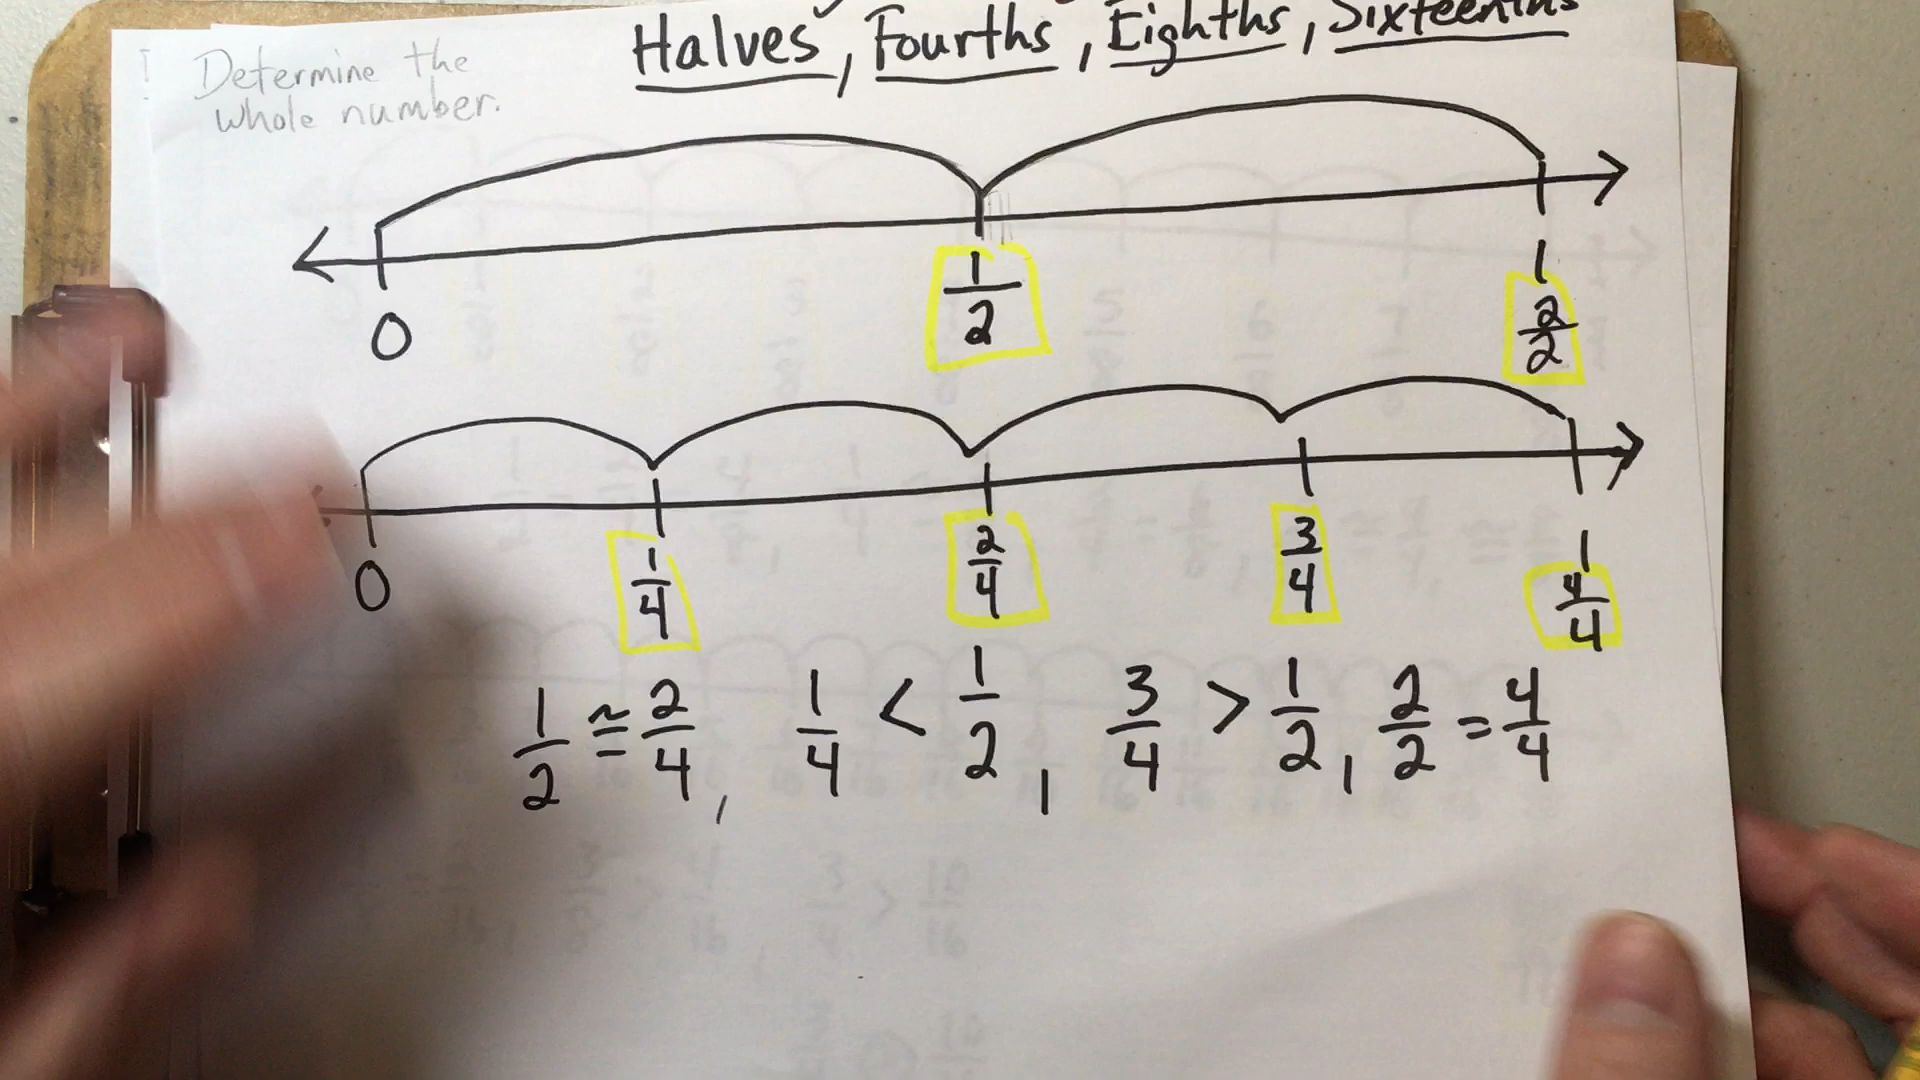 Halves, Fourths, Eighths, Sixteenths
Determine the
whole number.
0 1/2 1
2/2
0 1/4 2/4 3/4 1
4/4
1/2 ≅ 2/4, 1/4 < 1/2, 3/4 > 1/2, 2/2 = 4/4